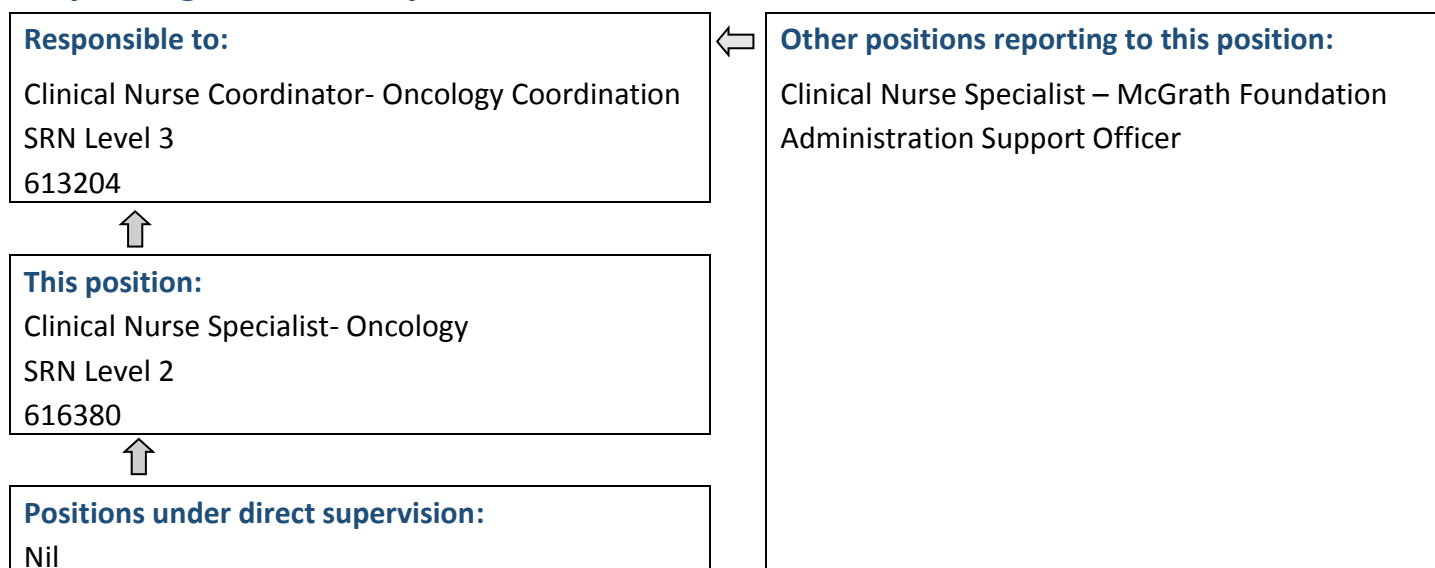 Responsible to:
Clinical Nurse Coordinator- Oncology Coordination
SRN Level 3
613204
This position:
Clinical Nurse Specialist- Oncology
SRN Level 2
616380
Positions under direct supervision:
Nil
Other positions reporting to this position:
Clinical Nurse Specialist – McGrath Foundation
Administration Support Officer